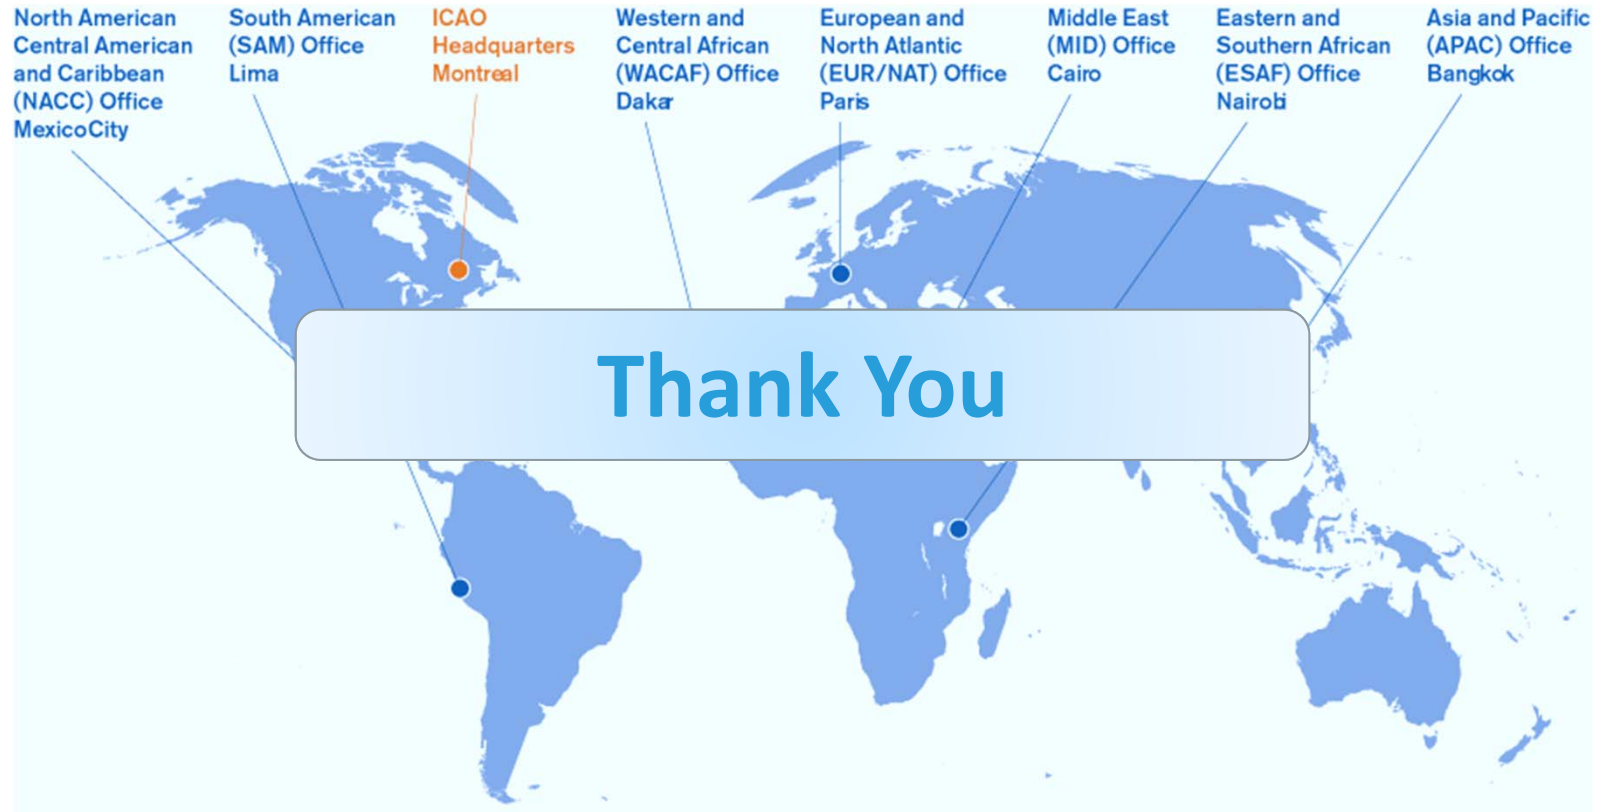 North American
Central American
and Caribbean
(NACC) Office
MexicoCity
South American
(SAM) Office
Lima
ICAO
Headquarters
Montreal
Western and
Central African
(WACAF) Office
Dakar
European and
North Atlantic
(EUR/NAT) Office
Paris
Middle East
(MID) Office
Cairo
Eastern and
Southern African
(ESAF) Office
Nairobi
Asia and Pacific
(APAC) Office
Bangkok
Thank You